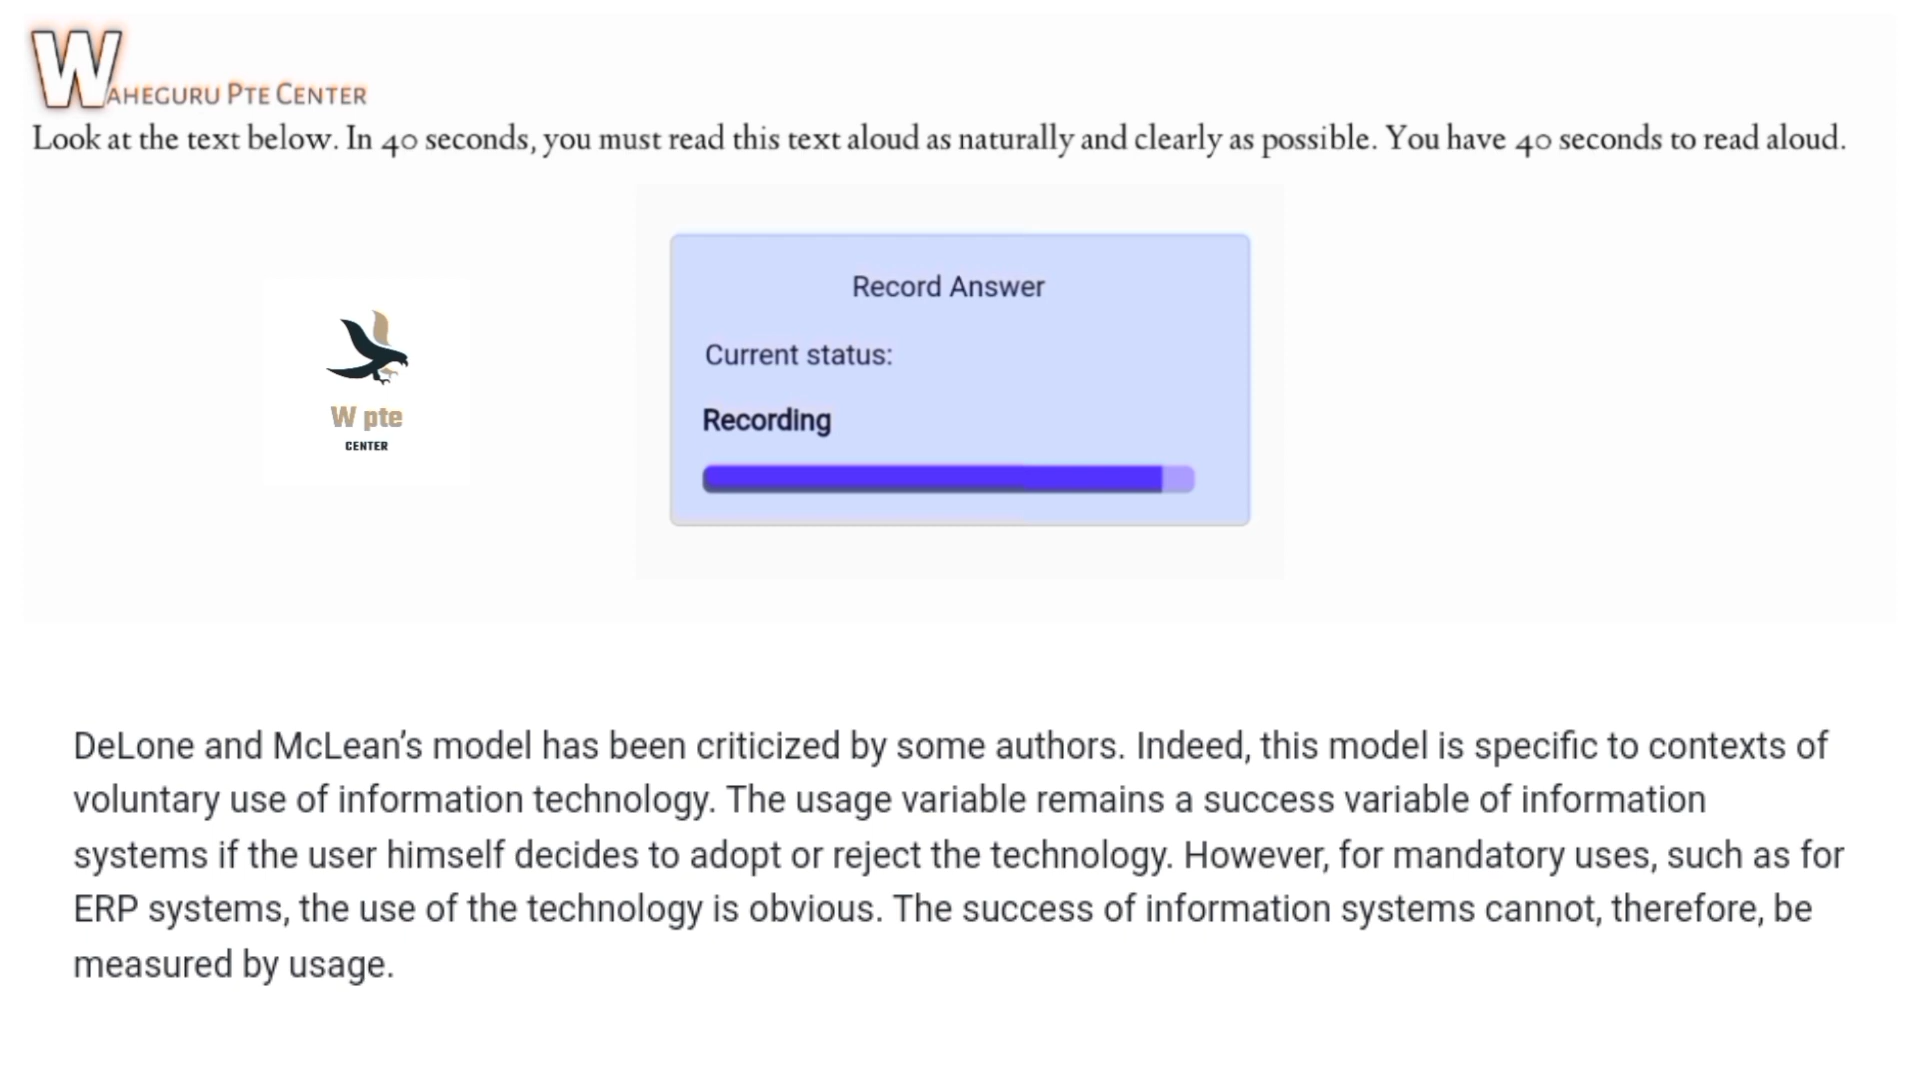 WAHEGURU PTE CENTER
Look at the text below. In 40 seconds, you must read this text aloud as naturally and clearly as possible. You have 40 seconds to read aloud.
Record Answer
Current status:
Recording
W pte
CENTER
DeLone and McLean’s model has been criticized by some authors. Indeed, this model is specific to contexts of
voluntary use of information technology. The usage variable remains a success variable of information
systems if the user himself decides to adopt or reject the technology. However, for mandatory uses, such as for
ERP systems, the use of the technology is obvious. The success of information systems cannot, therefore, be
measured by usage.